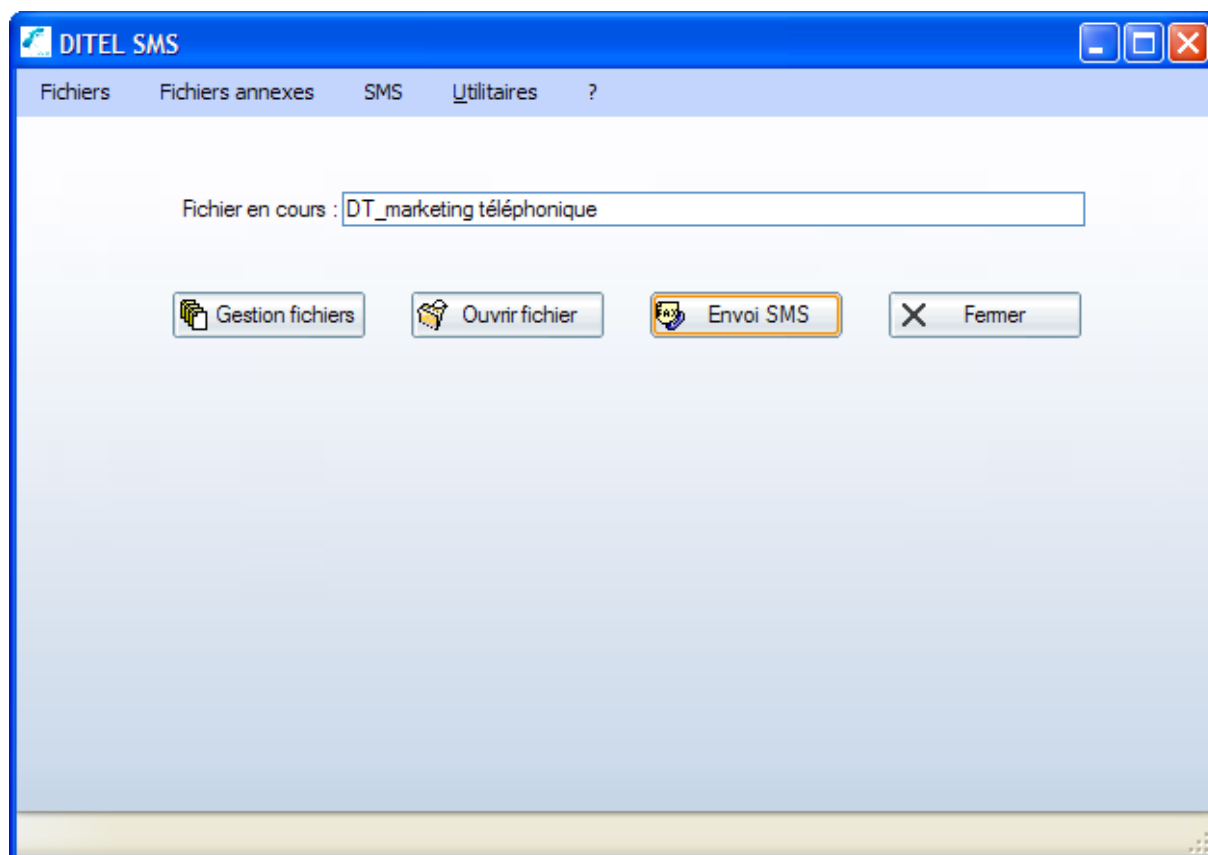 DITEL SMS
Fichiers Fichiers annexes SMS Utilitaires ?
Fichier en cours : DT_marketing téléphonique
Gestion fichiers Ouvrir fichier FAX Envoi SMS Fermer